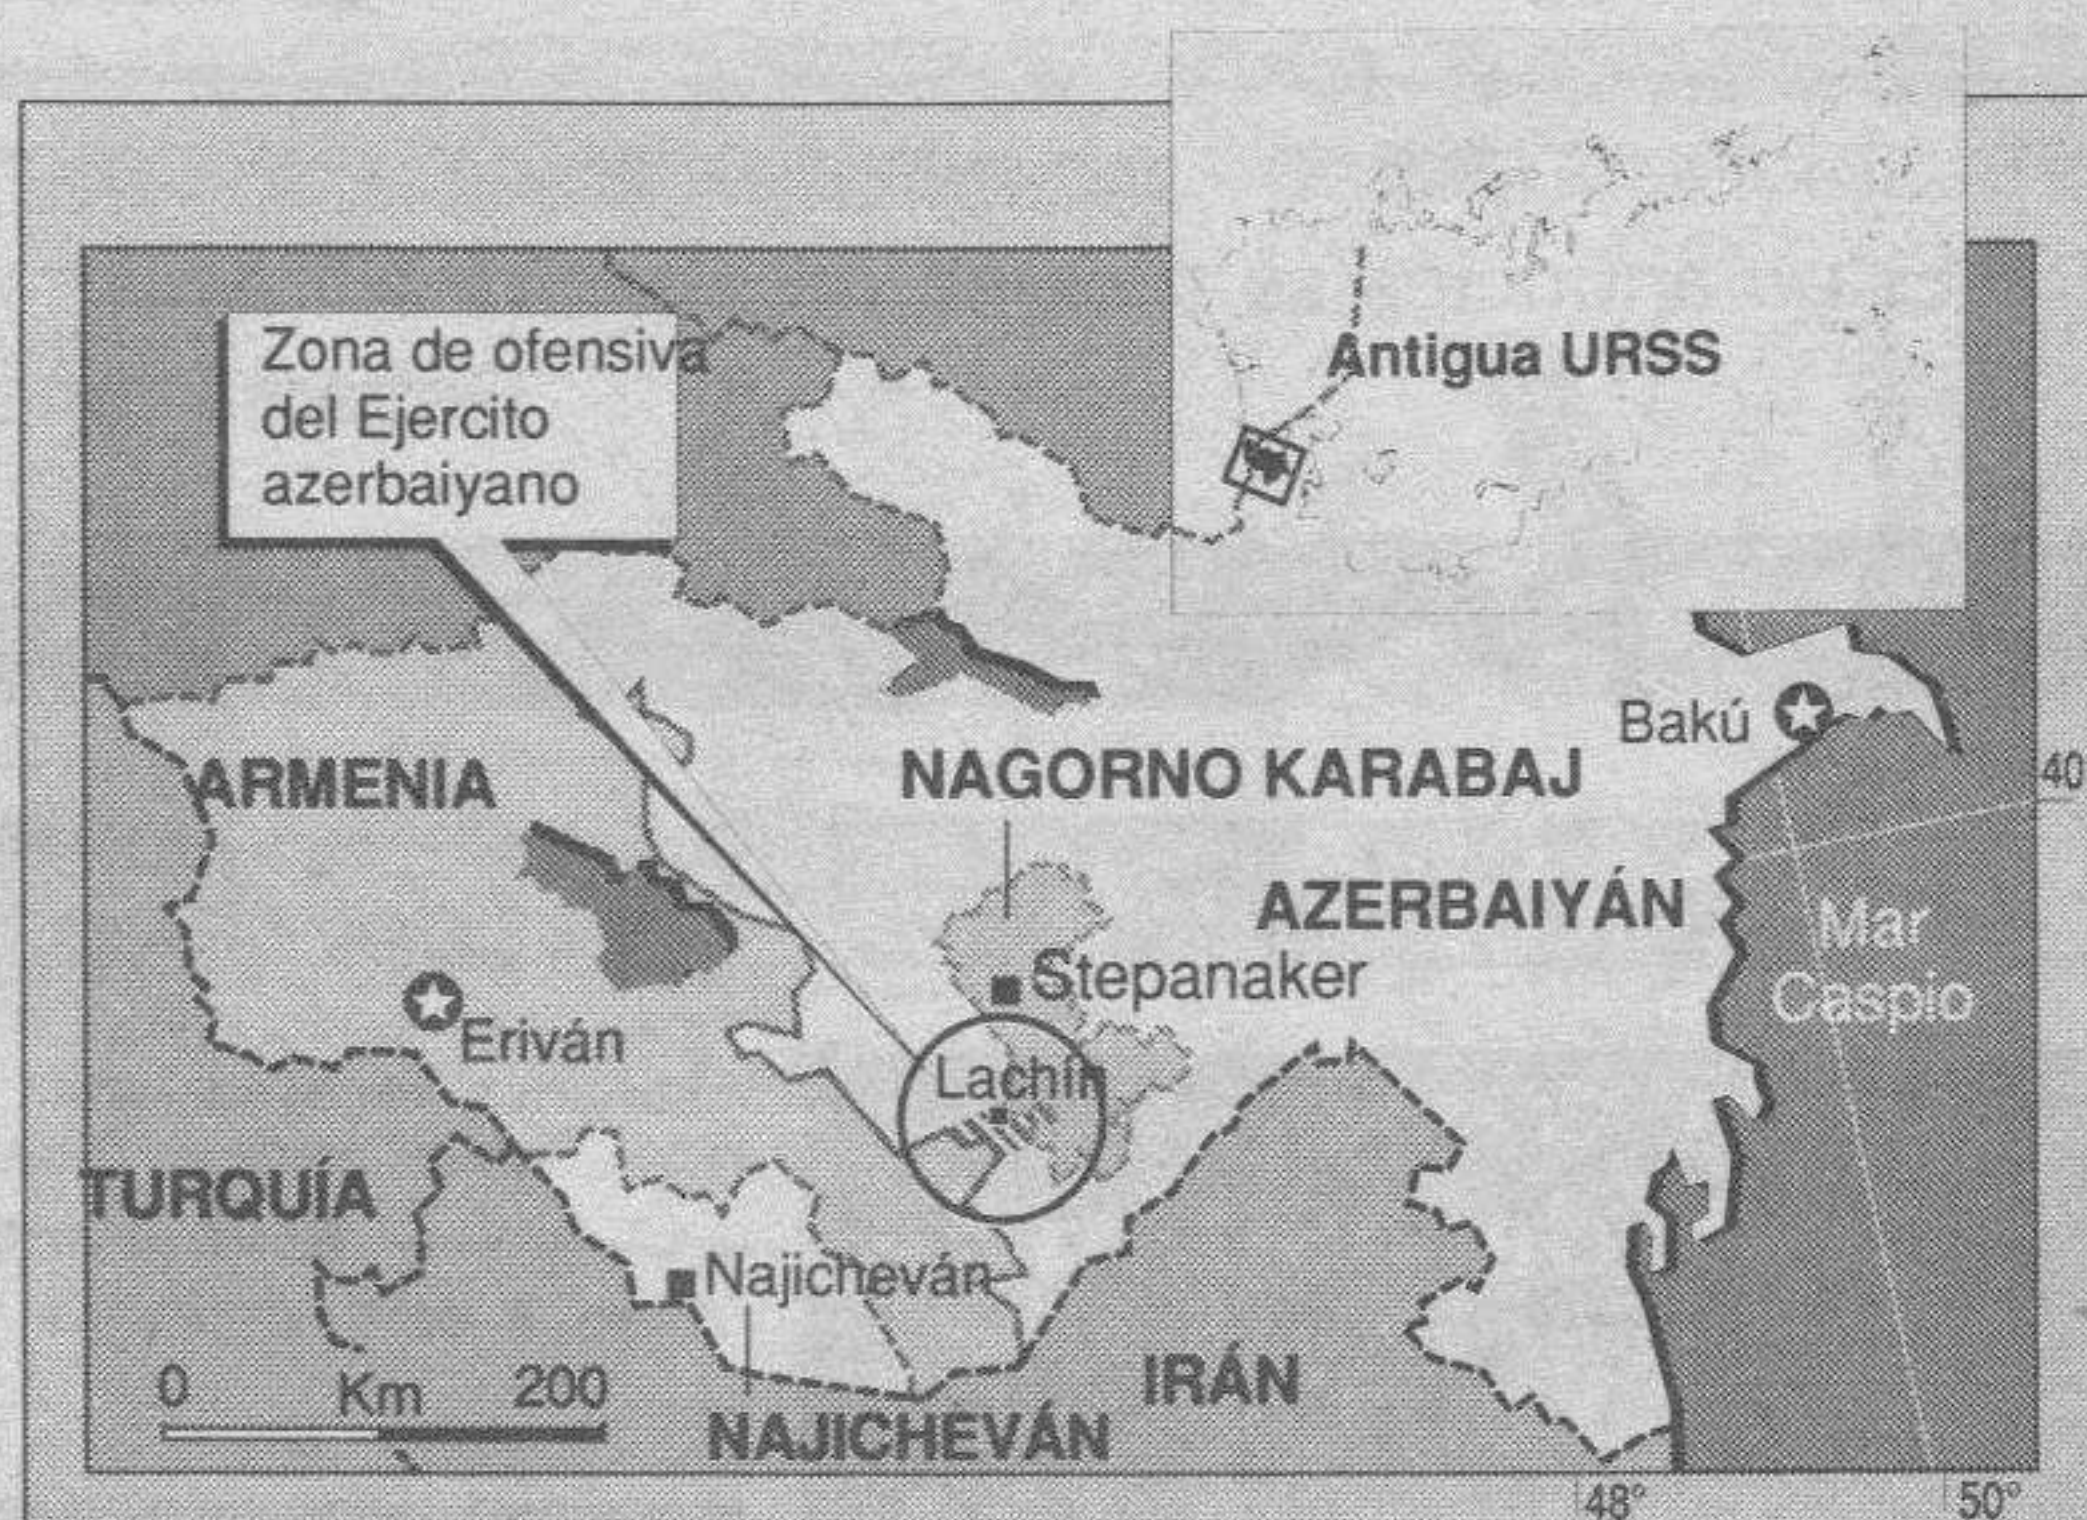 Zona de ofensiva
del Ejercito
azerbaiyano
Antigua URSS
Bakú
40
ARMENIA
NAGORNO KARABAJ
AZERBAIYÁN
Mar
Caspio
Stepanaker
Eriván
Lachín
TURQUÍA
Najicheván
IRÁN
0 Km 200
NAJICHEVÁN
48°
50°